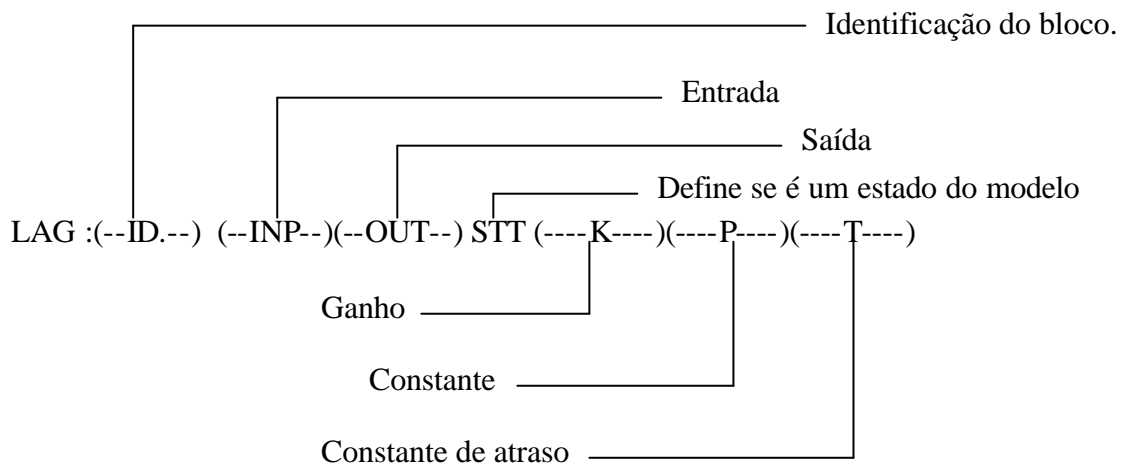 Identificação do bloco.
Entrada
Saída
Define se é um estado do modelo
LAG :(--ID.--) (--INP--)(--OUT--) STT (----K----)(----P----)(----T----)
Ganho
Constante
Constante de atraso